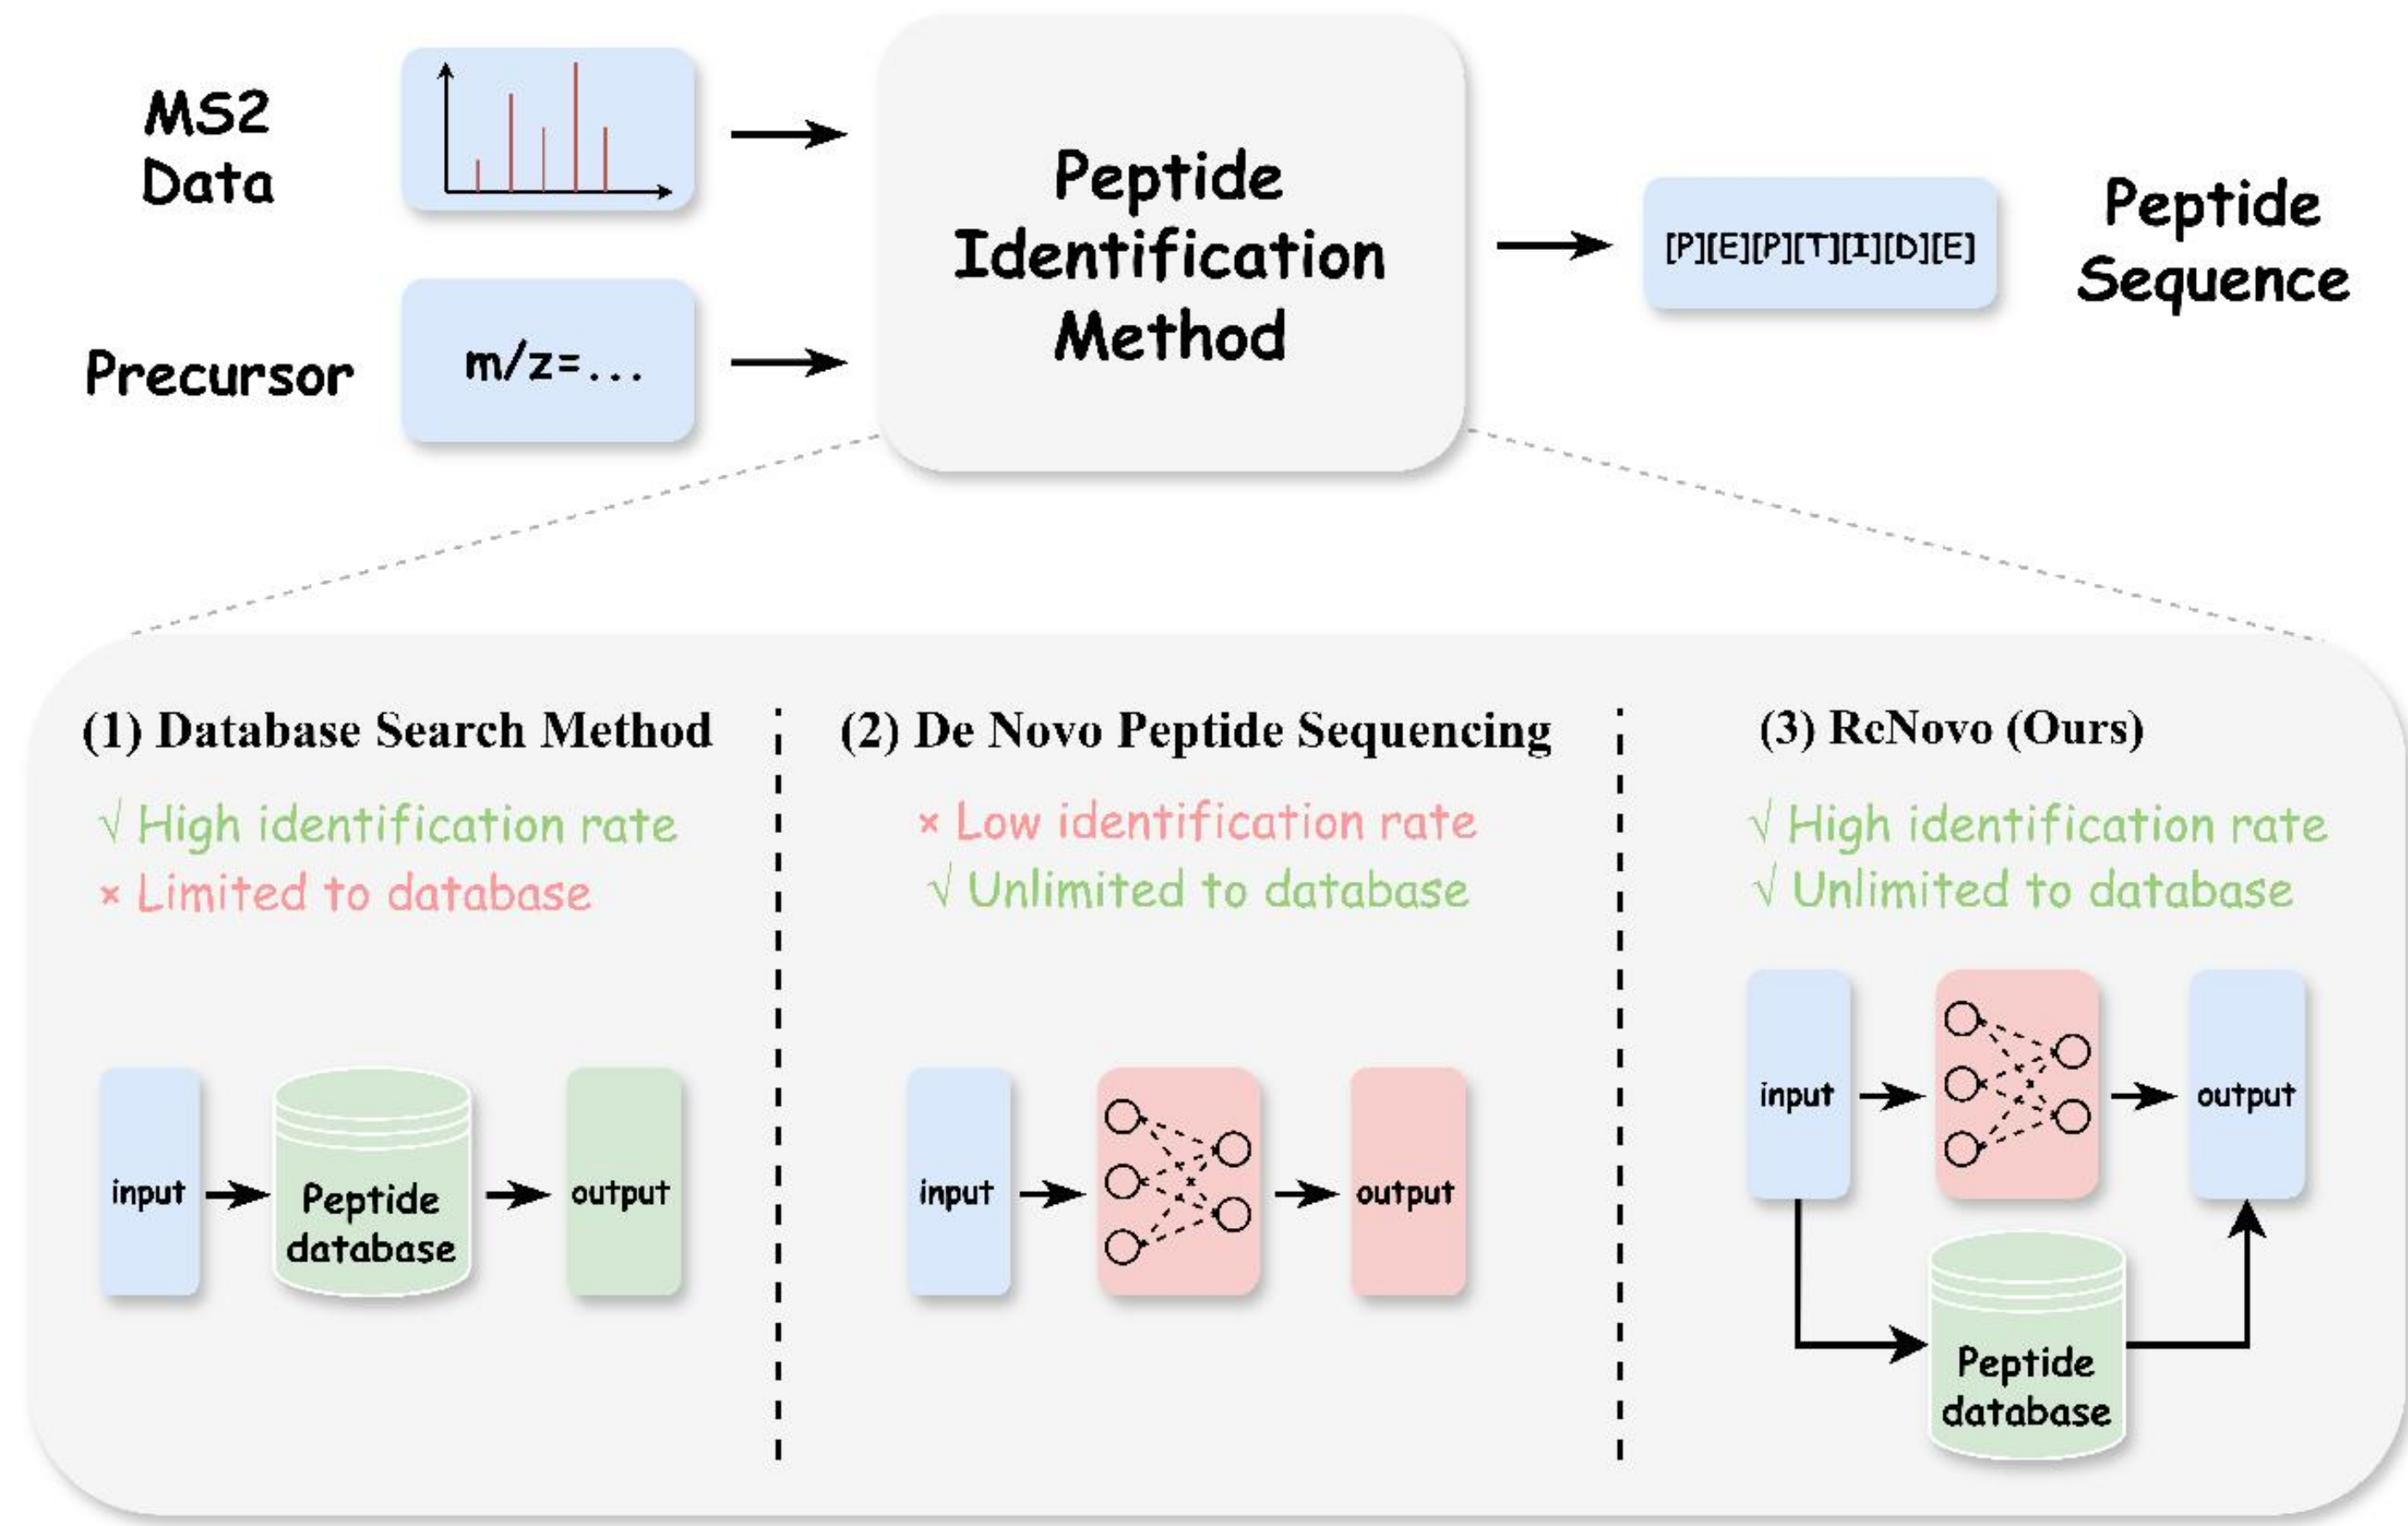 MS2
Data
Precursor
m/z=...
Peptide
Identification
Method
[P][E][P][T][I][D][E]
Peptide
Sequence
(1) Database Search Method
√ High identification rate
× Limited to database
input
Peptide
database
output
(2) De Novo Peptide Sequencing
× Low identification rate
√ Unlimited to database
input
output
(3) ReNovo (Ours)
√ High identification rate
√ Unlimited to database
input
output
Peptide
database